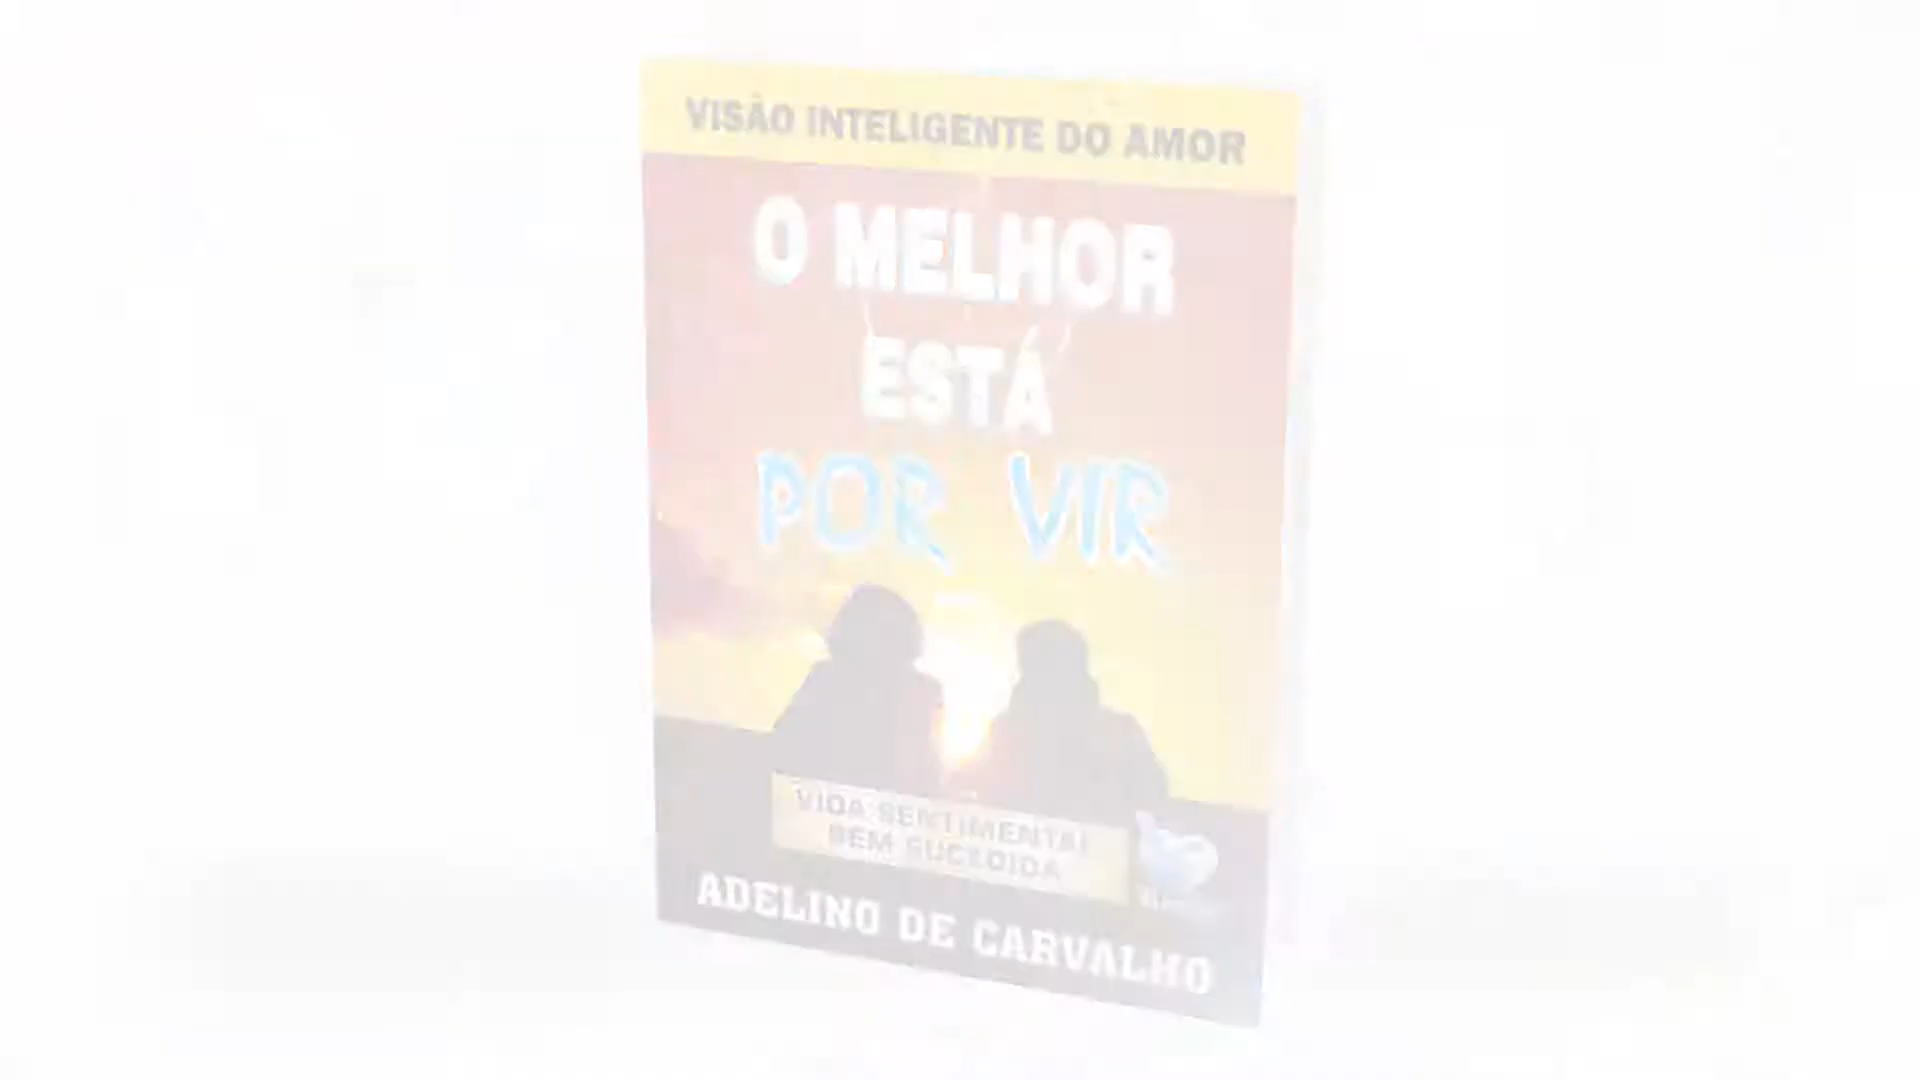 VISÃO INTELIGENTE DO AMOR
O MELHOR
ESTÁ
POR VIR
VIDA SENTIMENTAL
BEM SUCEDIDA
ADELINO DE CARVALHO